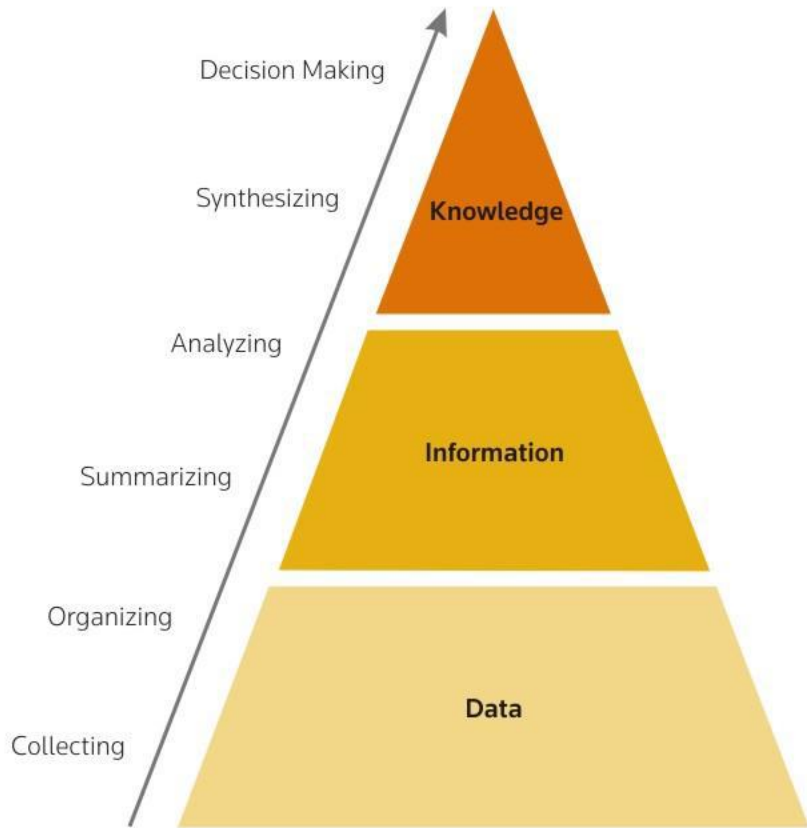 Decision Making
Synthesizing
Knowledge
Analyzing
Information
Summarizing
Organizing
Data
Collecting